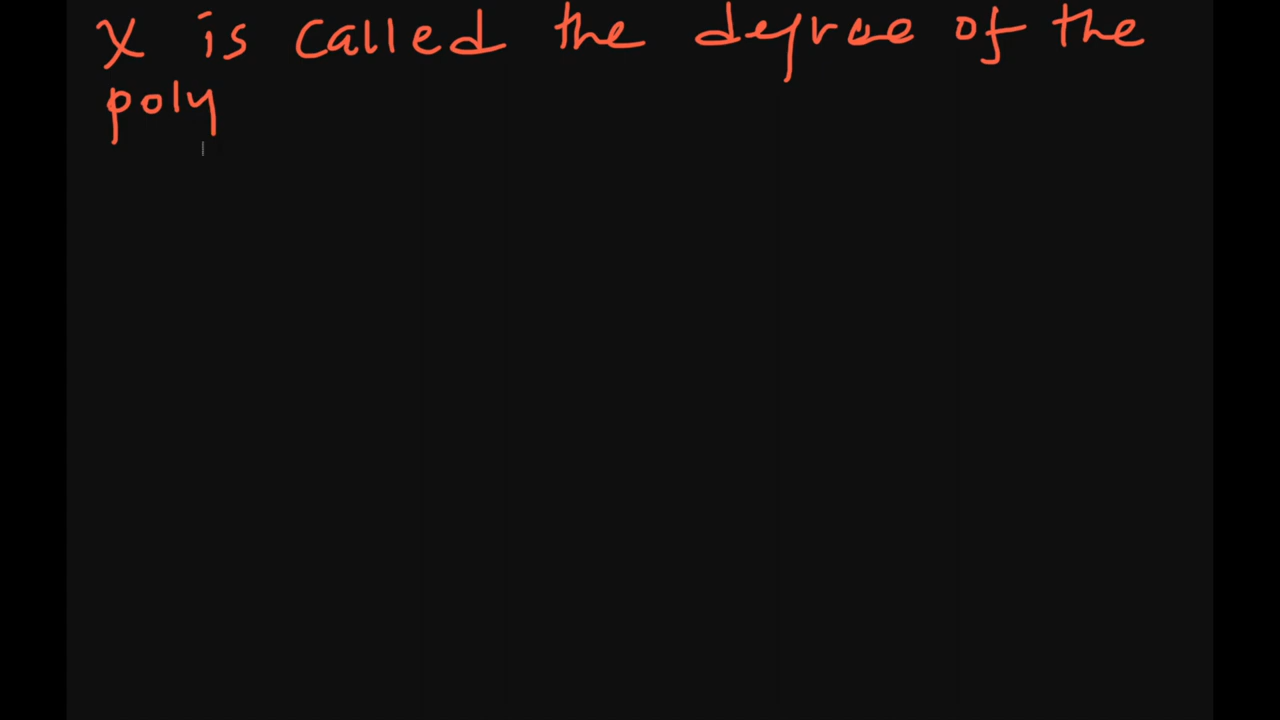 x is called the degree of the
poly